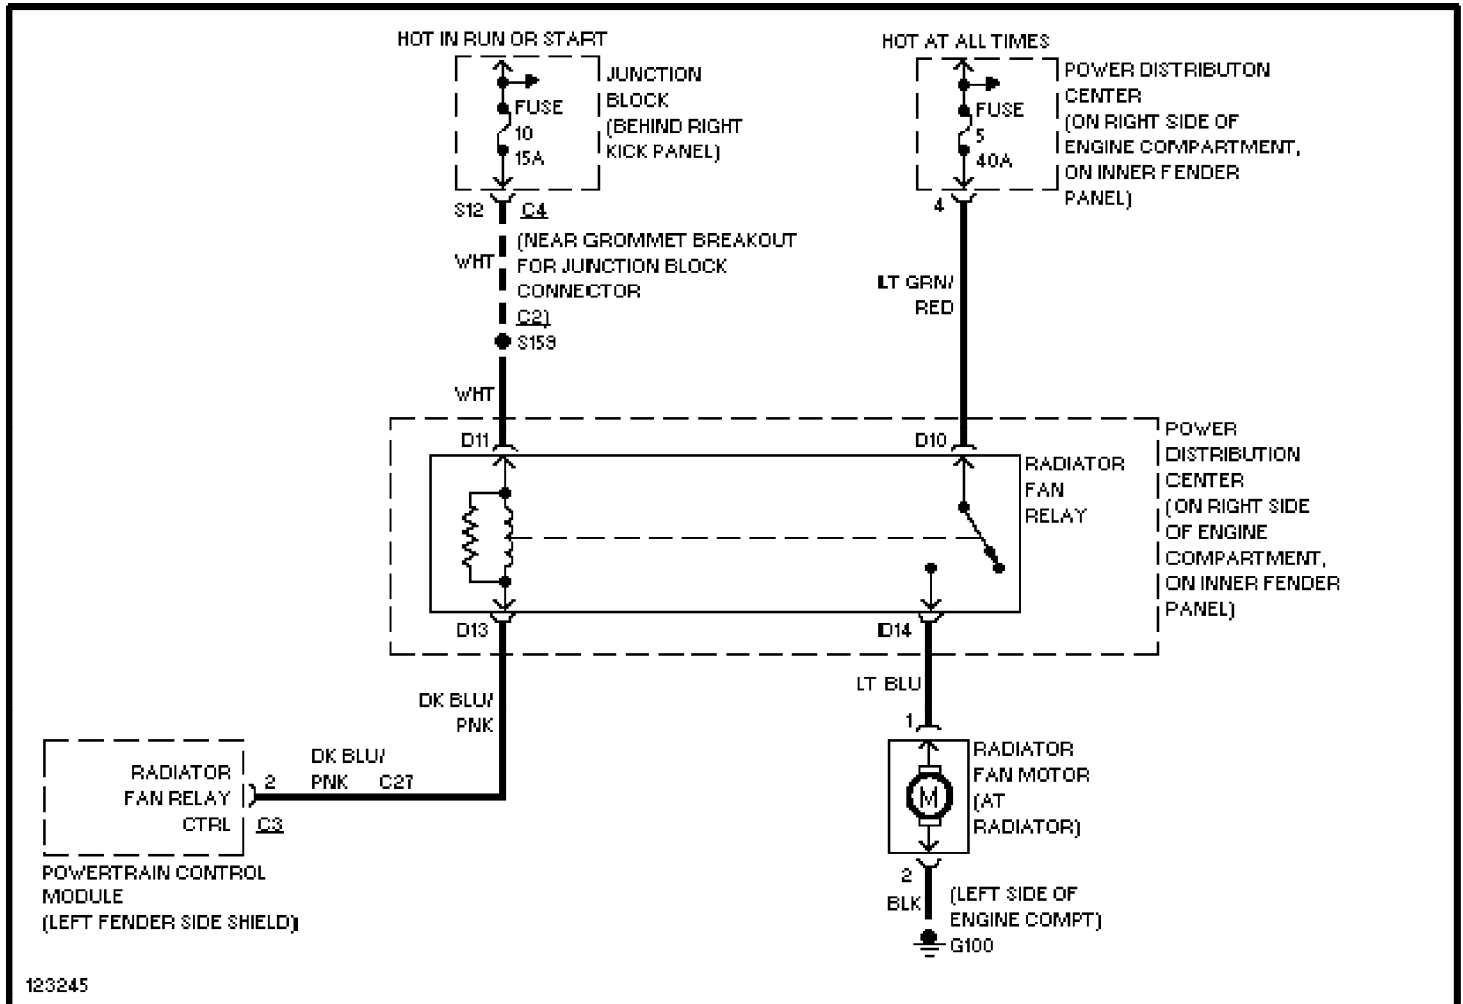 HOT IN RUN OR START
JUNCTION
BLOCK
(BEHIND RIGHT
KICK PANEL)
FUSE
10
15A
S12
C4
(NEAR GROMMET BREAKOUT
FOR JUNCTION BLOCK
CONNECTOR
C2)
WHT
S159
WHT
HOT AT ALL TIMES
POWER DISTRIBUTON
CENTER
(ON RIGHT SIDE OF
ENGINE COMPARTMENT,
ON INNER FENDER
PANEL)
FUSE
5
40A
4
LT GRN/
RED
D11
D10
RADIATOR
FAN
RELAY
POWER
DISTRIBUTION
CENTER
(ON RIGHT SIDE
OF ENGINE
COMPARTMENT,
ON INNER FENDER
PANEL)
D13
D14
DK BLU/
PNK
LT BLU
1
RADIATOR
FAN MOTOR
(AT
RADIATOR)
M
2
BLK
(LEFT SIDE OF
ENGINE COMPT)
G100
RADIATOR
FAN RELAY
CTRL
2
C3
DK BLU/
PNK C27
POWERTRAIN CONTROL
MODULE
(LEFT FENDER SIDE SHIELD)
123245